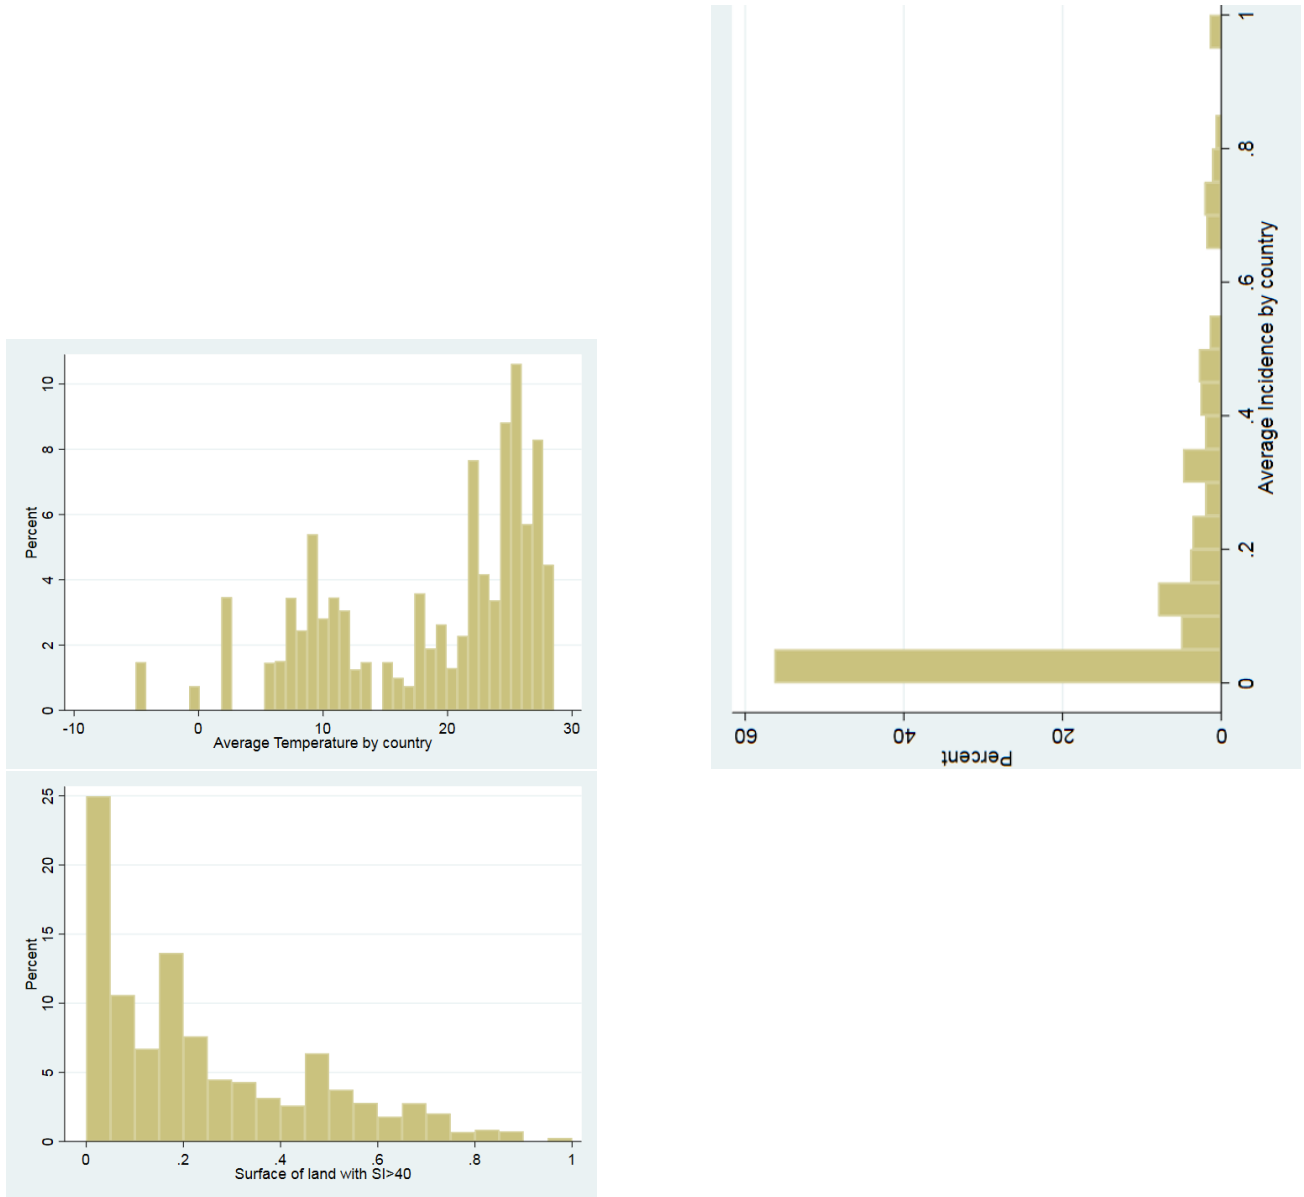 10
8
6
4
2
0
Percent
-10 0 10 20 30
Average Temperature by country
25
20
15
10
5
0
Percent
0 .2 .4 .6 .8 1
Surface of land with SI>40
60 40 20 0
Percent
0 .2 .4 .6 .8 1
Average Incidence by country